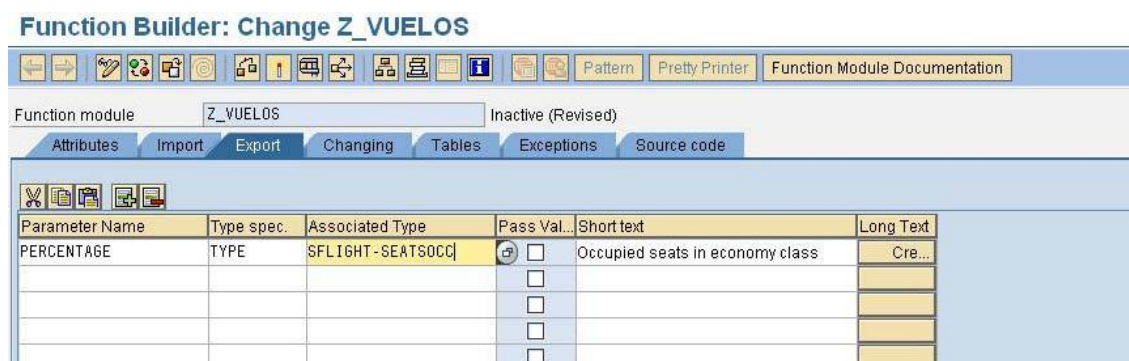 Function Builder: Change Z_VUELOS
Pattern Pretty Printer Function Module Documentation
Function module Z_VUELOS Inactive (Revised)
Attributes Import Export Changing Tables Exceptions Source code
Parameter Name Type spec. Associated Type Pass Val... Short text Long Text
PERCENTAGE TYPE SFLIGHT-SEATSOCC Occupied seats in economy class Cre...